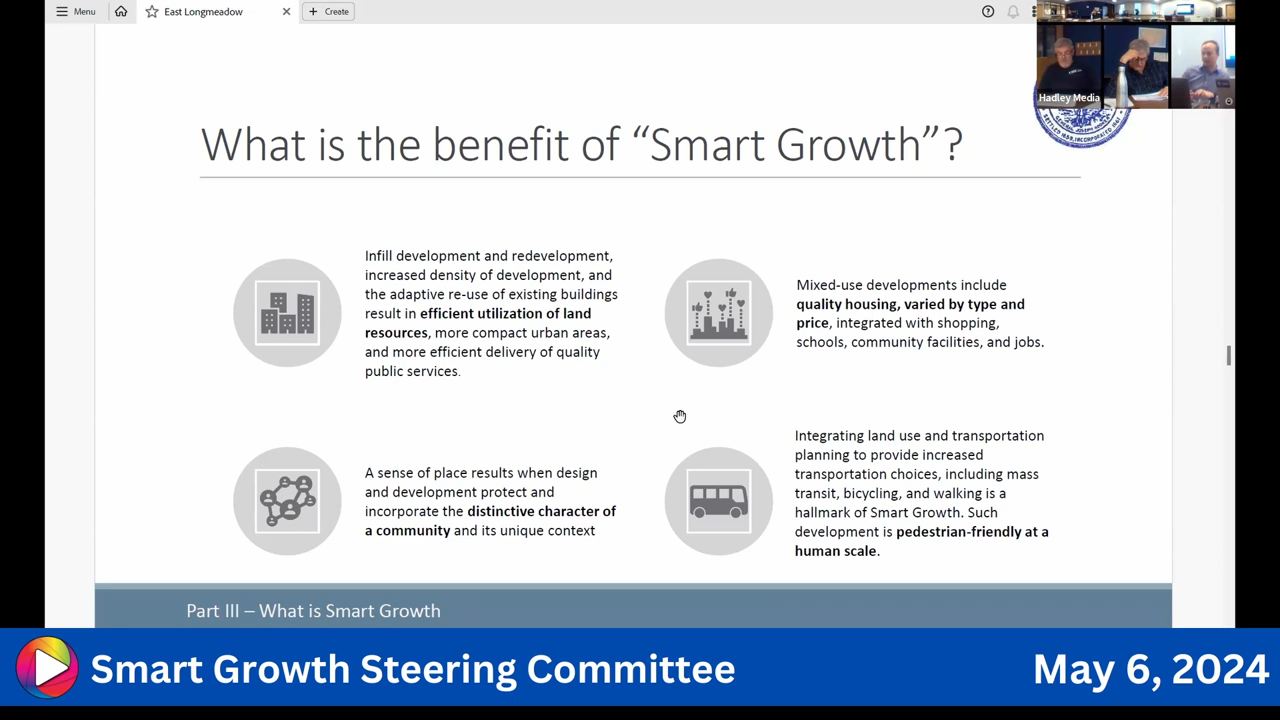 Menu
East Longmeadow
Create
Hadley Media
SETTLED 1659, INCORPORATED
What is the benefit of “Smart Growth”?
Infill development and redevelopment,
increased density of development, and
the adaptive re-use of existing buildings
result in efficient utilization of land
resources, more compact urban areas,
and more efficient delivery of quality
public services.
Mixed-use developments include
quality housing, varied by type and
price, integrated with shopping,
schools, community facilities, and jobs.
A sense of place results when design
and development protect and
incorporate the distinctive character of
a community and its unique context
Integrating land use and transportation
planning to provide increased
transportation choices, including mass
transit, bicycling, and walking is a
hallmark of Smart Growth. Such
development is pedestrian-friendly at a
human scale.
Part III – What is Smart Growth
Smart Growth Steering Committee
May 6, 2024